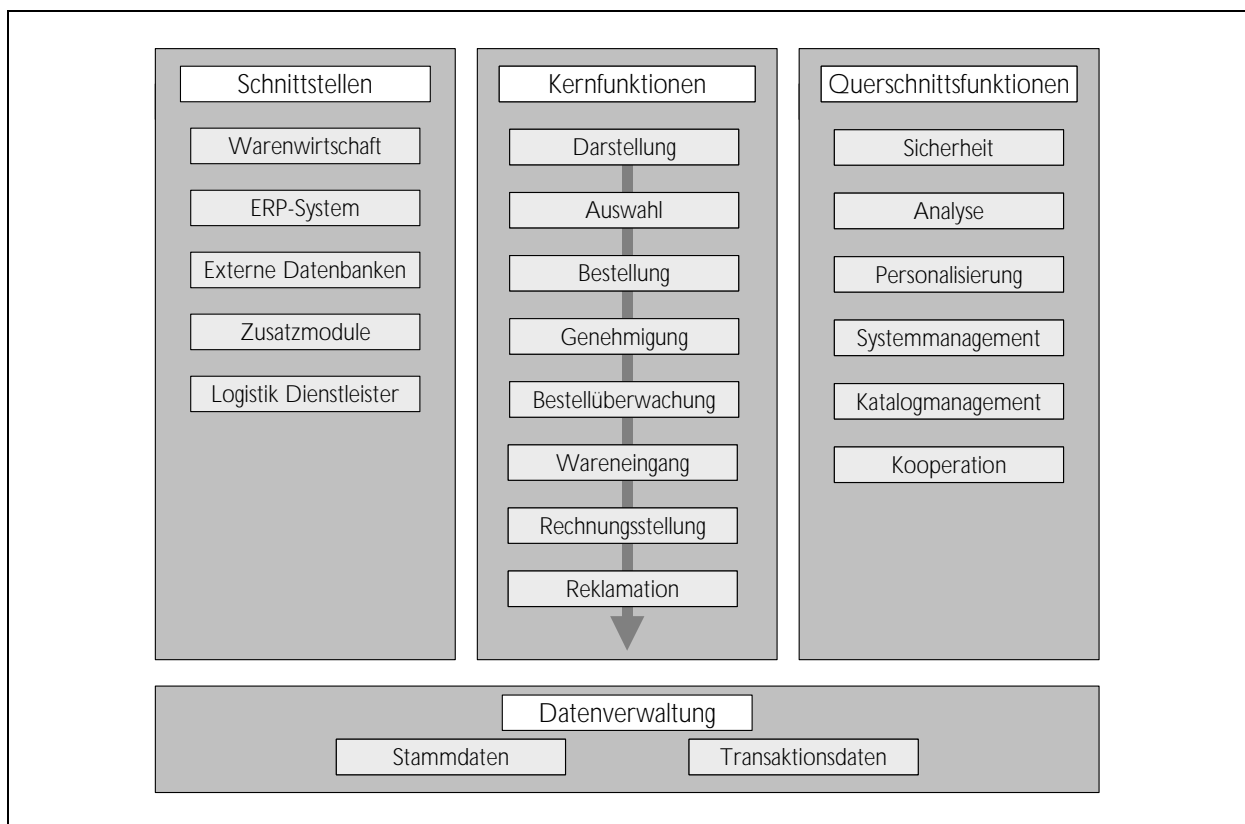 Schnittstellen
Warenwirtschaft
ERP-System
Externe Datenbanken
Zusatzmodule
Logistik Dienstleister
Kernfunktionen
Darstellung
Auswahl
Bestellung
Genehmigung
Bestellüberwachung
Wareneingang
Rechnungsstellung
Reklamation
Querschnittsfunktionen
Sicherheit
Analyse
Personalisierung
Systemmanagement
Katalogmanagement
Kooperation
Datenverwaltung
Stammdaten
Transaktionsdaten